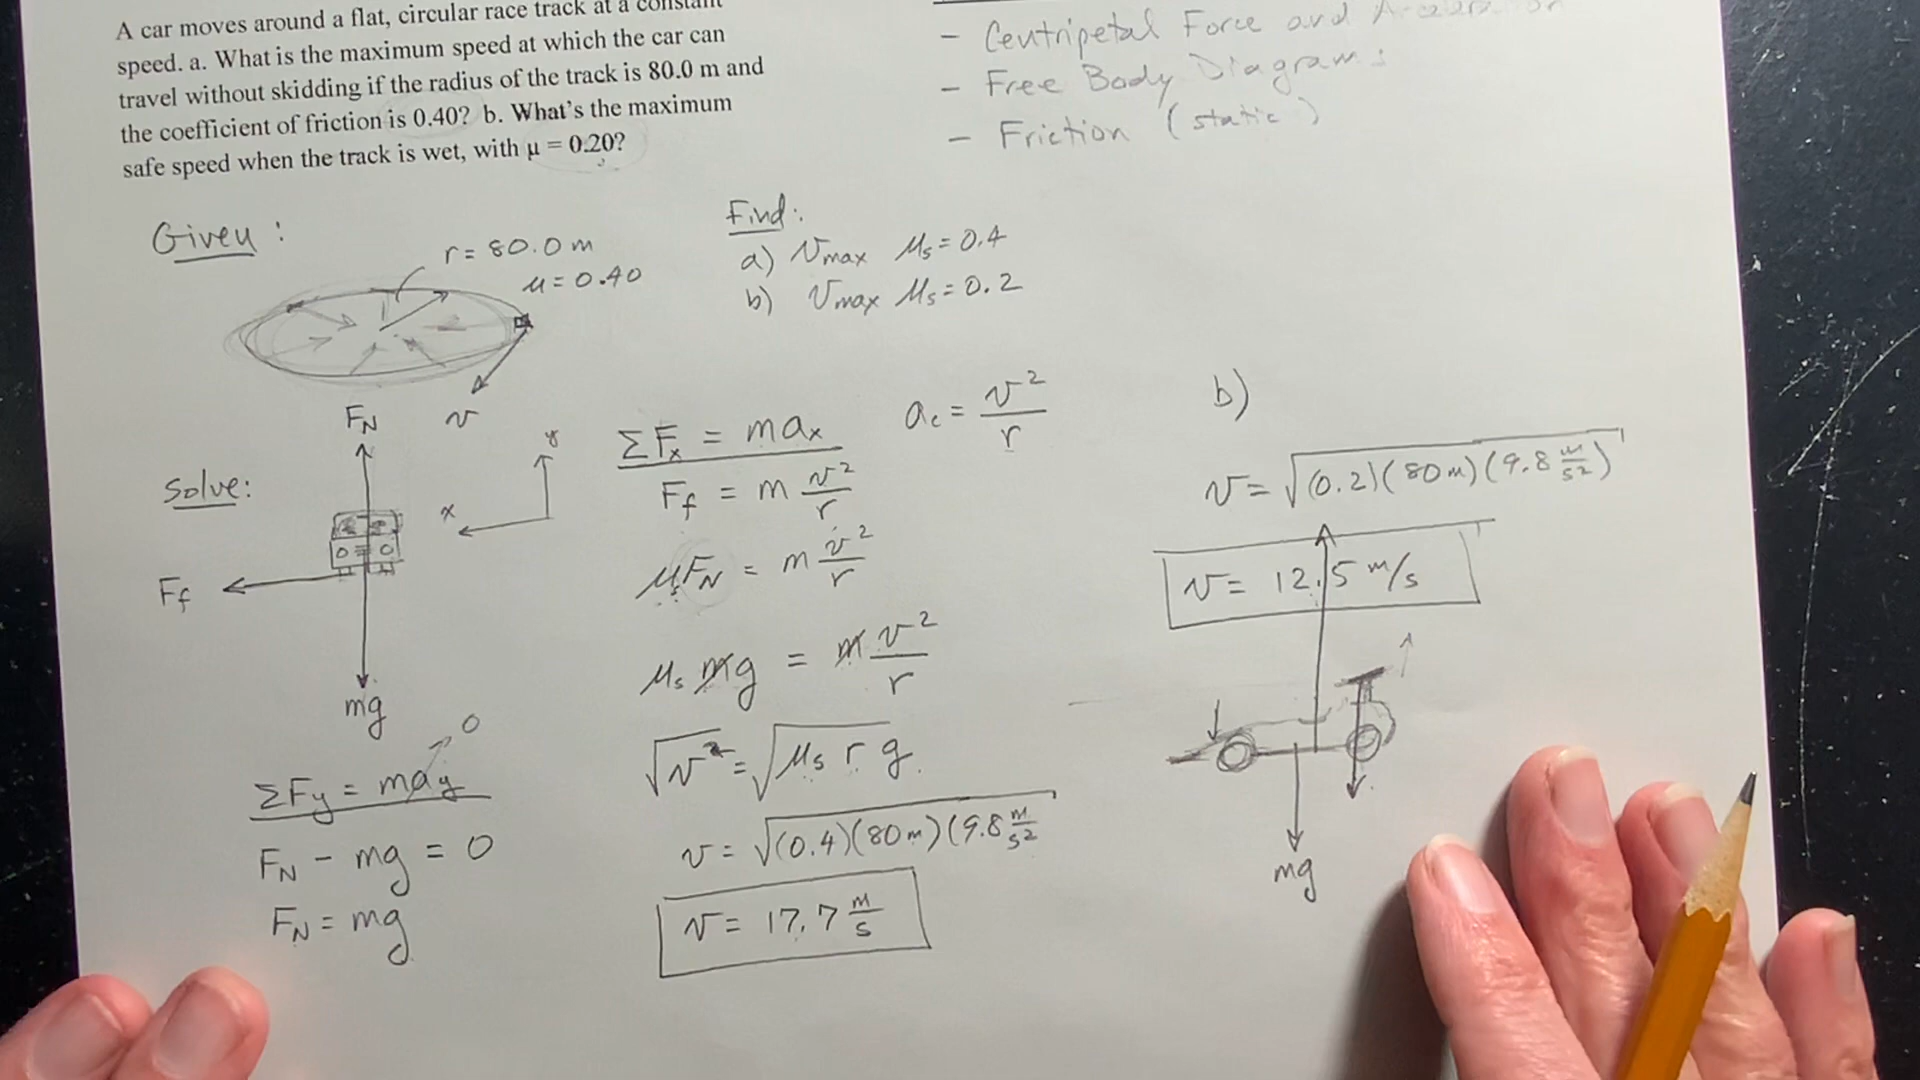 A car moves around a flat, circular race track at a constant
speed. a. What is the maximum speed at which the car can
travel without skidding if the radius of the track is 80.0 m and
the coefficient of friction is 0.40? b. What's the maximum
safe speed when the track is wet, with μ = 0.20?
- Centripetal Force and
- Free Body Diagrams
- Friction (static)
Given:
r = 80.0 m
μ = 0.40
v
Find:
a) vmax μs = 0.4
b) vmax μs = 0.2
Solve:
FN
Ff
mg
y
x
ΣFy = may 0
FN - mg = 0
FN = mg
ΣFx = max
ac = v²/r
Ff = m v²/r
μsFN = m v²/r
μs mg = m v²/r
√v² = √μs r g
v = √(0.4)(80m)(9.8 m/s²
v = 17.7 m/s
b)
v = √(0.2)(80m)(9.8 m/s²)
v = 12.5 m/s
mg